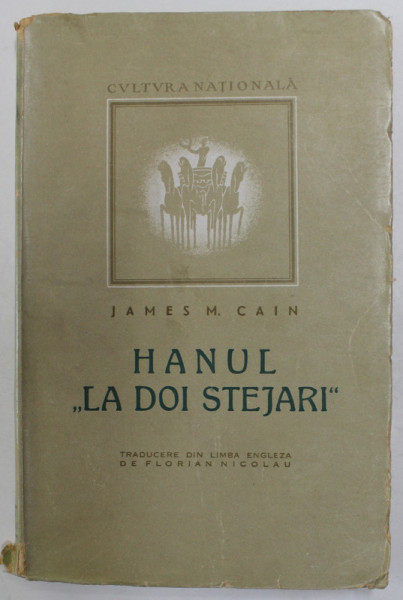 CVLTVRA NAȚIONALĂ
JAMES M. CAIN
HANUL
„LA DOI STEJARI“
TRADUCERE DIN LIMBA ENGLEZA
DE FLORIAN NICOLAU